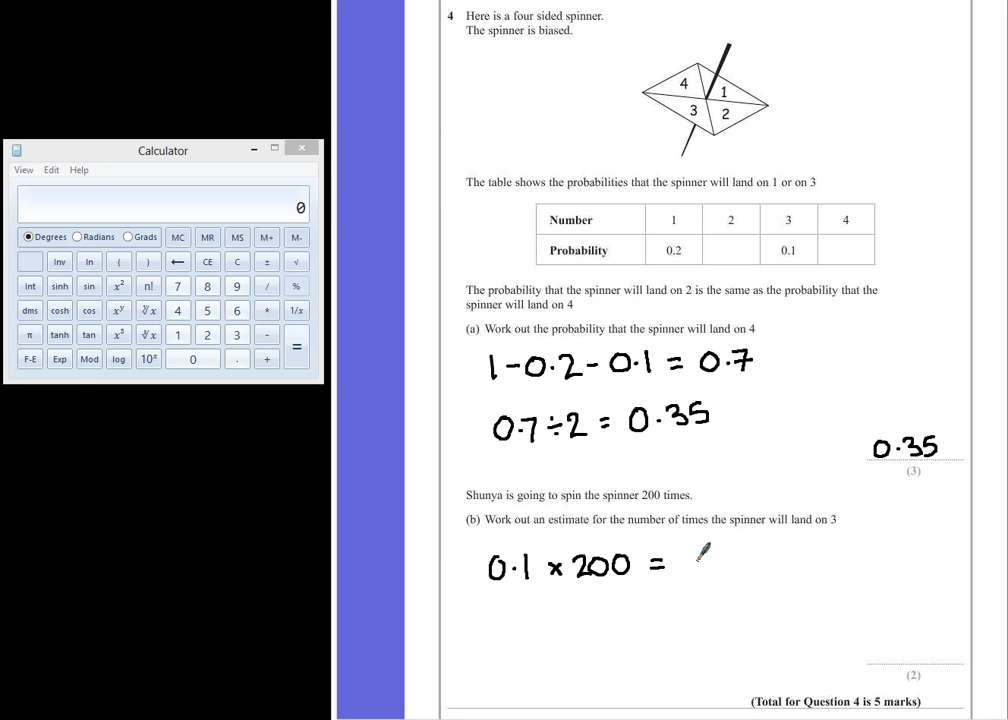 Calculator
View Edit Help
0
Degrees Radians Grads MC MR MS M+ M-
Inv ln ( ) ← CE C ± √
Int sinh sin x² n! 7 8 9 / %
dms cosh cos xʸ ʸ√x 4 5 6 * 1/x
π tanh tan x³ ³√x 1 2 3 - =
F-E Exp Mod log 10ˣ 0 . +
4 Here is a four sided spinner.
The spinner is biased.
4 1
3 2
The table shows the probabilities that the spinner will land on 1 or on 3
Number 1 2 3 4
Probability 0.2 0.1
The probability that the spinner will land on 2 is the same as the probability that the
spinner will land on 4
(a) Work out the probability that the spinner will land on 4
1 - 0.2 - 0.1 = 0.7
0.7 ÷ 2 = 0.35
0.35
(3)
Shunya is going to spin the spinner 200 times.
(b) Work out an estimate for the number of times the spinner will land on 3
0.1 × 200 =
(2)
(Total for Question 4 is 5 marks)